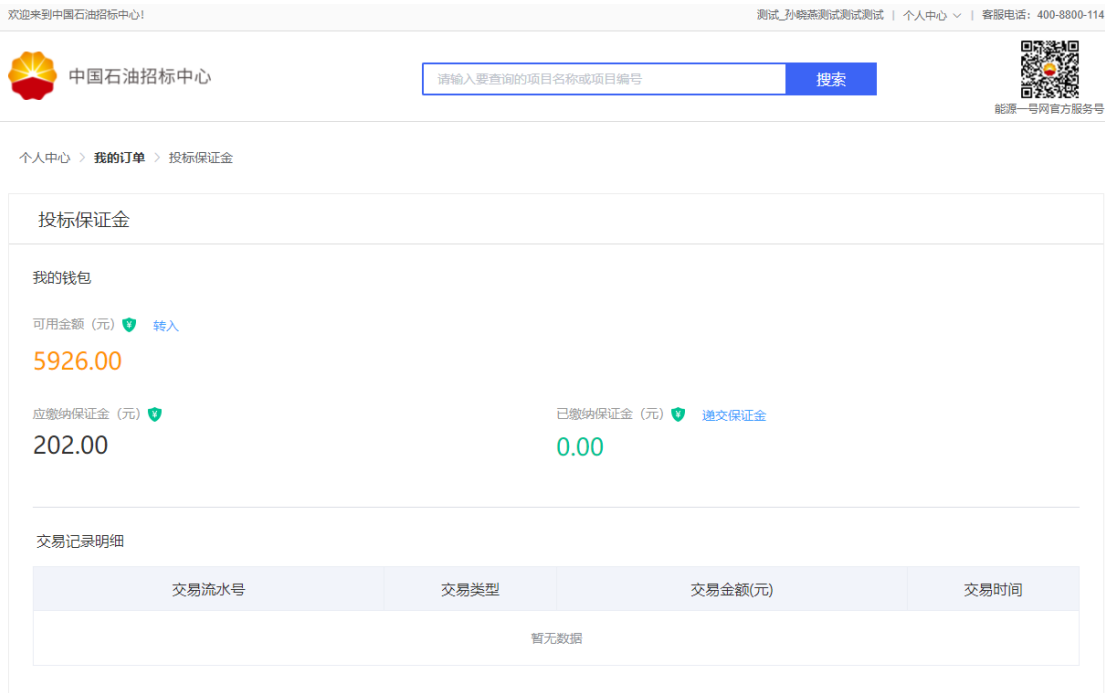 欢迎来到中国石油招标中心!
测试_孙晓燕测试测试测试 | 个人中心 | 客服电话：400-8800-114
中国石油招标中心
请输入要查询的项目名称或项目编号 搜索
能源一号网官方服务号
个人中心 > 我的订单 > 投标保证金
投标保证金
我的钱包
可用金额（元） 转入
5926.00
应缴纳保证金（元） 已缴纳保证金（元） 递交保证金
202.00 0.00
交易记录明细
交易流水号 交易类型 交易金额(元) 交易时间
暂无数据